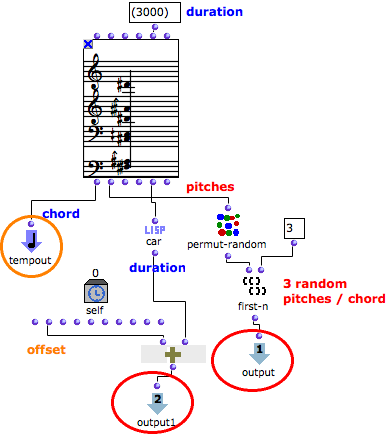 (3000) duration
pitches
chord
LISP
car
permut-random
3
1
tempout
duration
0
self
3 random
pitches / chord
first-n
offset
1
output
2
output1